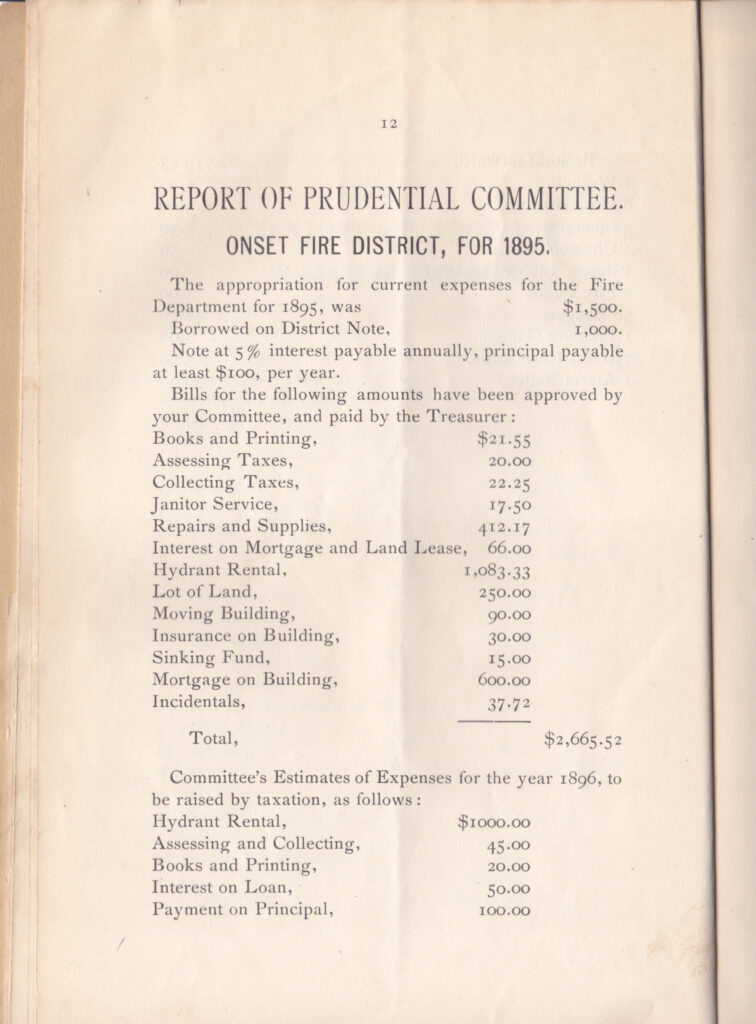 12
REPORT OF PRUDENTIAL COMMITTEE.
ONSET FIRE DISTRICT, FOR 1895.
The appropriation for current expenses for the Fire
Department for 1895, was $1,500.
Borrowed on District Note, 1,000.
Note at 5% interest payable annually, principal payable
at least $100, per year.
Bills for the following amounts have been approved by
your Committee, and paid by the Treasurer:
Books and Printing, $21.55
Assessing Taxes, 20.00
Collecting Taxes, 22.25
Janitor Service, 17.50
Repairs and Supplies, 412.17
Interest on Mortgage and Land Lease, 66.00
Hydrant Rental, 1,083.33
Lot of Land, 250.00
Moving Building, 90.00
Insurance on Building, 30.00
Sinking Fund, 15.00
Mortgage on Building, 600.00
Incidentals, 37.72
Total, $2,665.52
Committee's Estimates of Expenses for the year 1896, to
be raised by taxation, as follows:
Hydrant Rental, $1000.00
Assessing and Collecting, 45.00
Books and Printing, 20.00
Interest on Loan, 50.00
Payment on Principal, 100.00